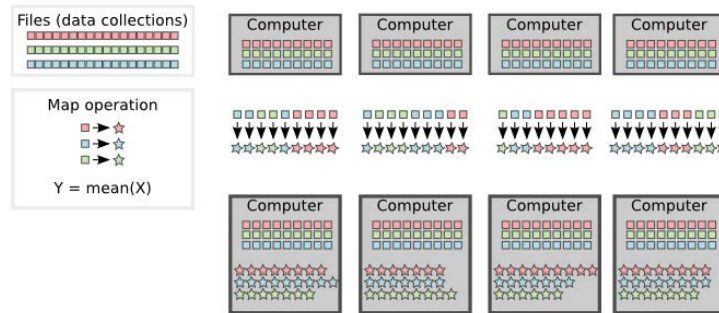 Files (data collections)
Computer
Computer
Computer
Computer
Map operation
Y = mean(X)
Computer
Computer
Computer
Computer